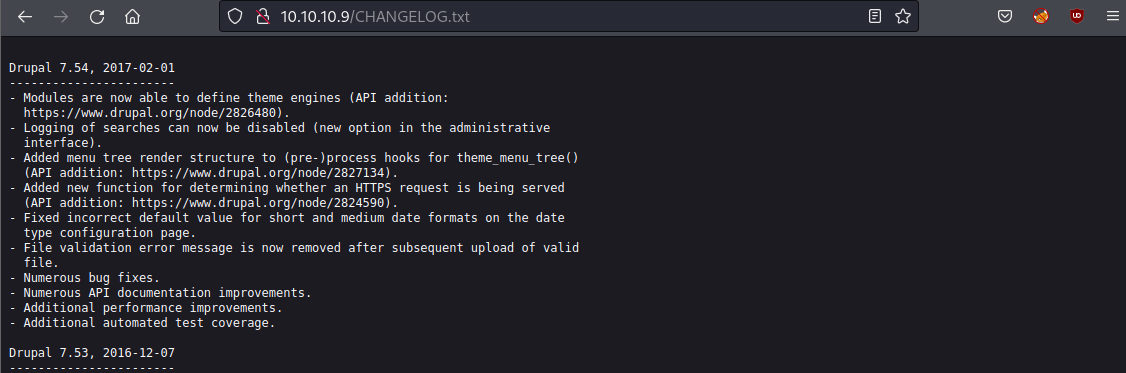 10.10.10.9/CHANGELOG.txt
Drupal 7.54, 2017-02-01
-----------------------
- Modules are now able to define theme engines (API addition:
  https://www.drupal.org/node/2826480).
- Logging of searches can now be disabled (new option in the administrative
  interface).
- Added menu tree render structure to (pre-)process hooks for theme_menu_tree()
  (API addition: https://www.drupal.org/node/2827134).
- Added new function for determining whether an HTTPS request is being served
  (API addition: https://www.drupal.org/node/2824590).
- Fixed incorrect default value for short and medium date formats on the date
  type configuration page.
- File validation error message is now removed after subsequent upload of valid
  file.
- Numerous bug fixes.
- Numerous API documentation improvements.
- Additional performance improvements.
- Additional automated test coverage.

Drupal 7.53, 2016-12-07
-----------------------